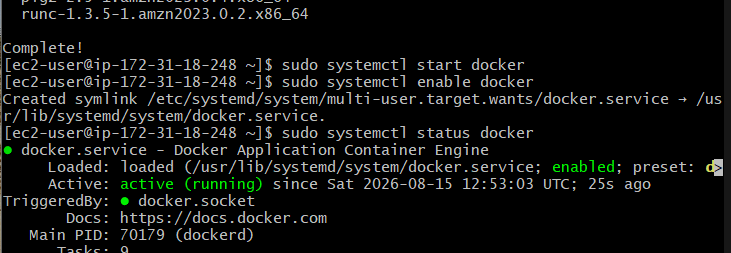 runc-1.3.5-1.amzn2023.0.2.x86_64
Complete!
[ec2-user@ip-172-31-18-248 ~]$ sudo systemctl start docker
[ec2-user@ip-172-31-18-248 ~]$ sudo systemctl enable docker
Created symlink /etc/systemd/system/multi-user.target.wants/docker.service → /us
r/lib/systemd/system/docker.service.
[ec2-user@ip-172-31-18-248 ~]$ sudo systemctl status docker
● docker.service - Docker Application Container Engine
Loaded: loaded (/usr/lib/systemd/system/docker.service; enabled; preset: d>
Active: active (running) since Sat 2026-08-15 12:53:03 UTC; 25s ago
TriggeredBy: ● docker.socket
Docs: https://docs.docker.com
Main PID: 70179 (dockerd)
Tasks: 9